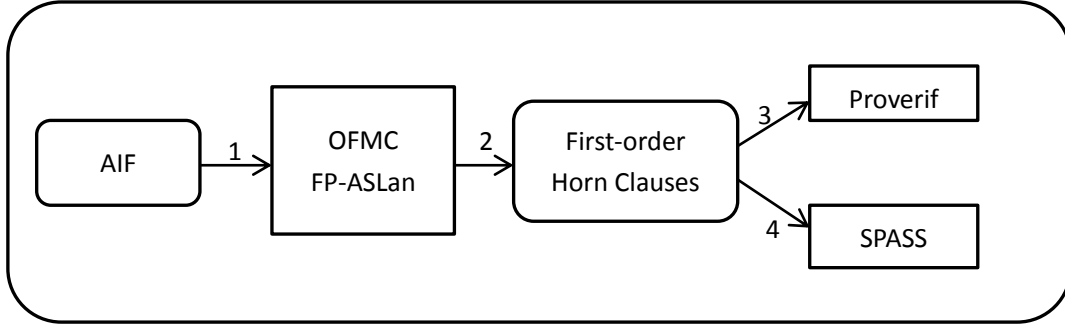 AIF
1
OFMC
FP-ASLan
2
First-order
Horn Clauses
3
Proverif
4
SPASS